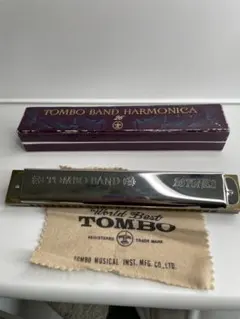 TOMBO BAND HARMONICA
TOMBO BAND
World Best
TOMBO
REGISTERED TRADE MARK
TOMBO MUSICAL INST. MFG. CO., LTD.